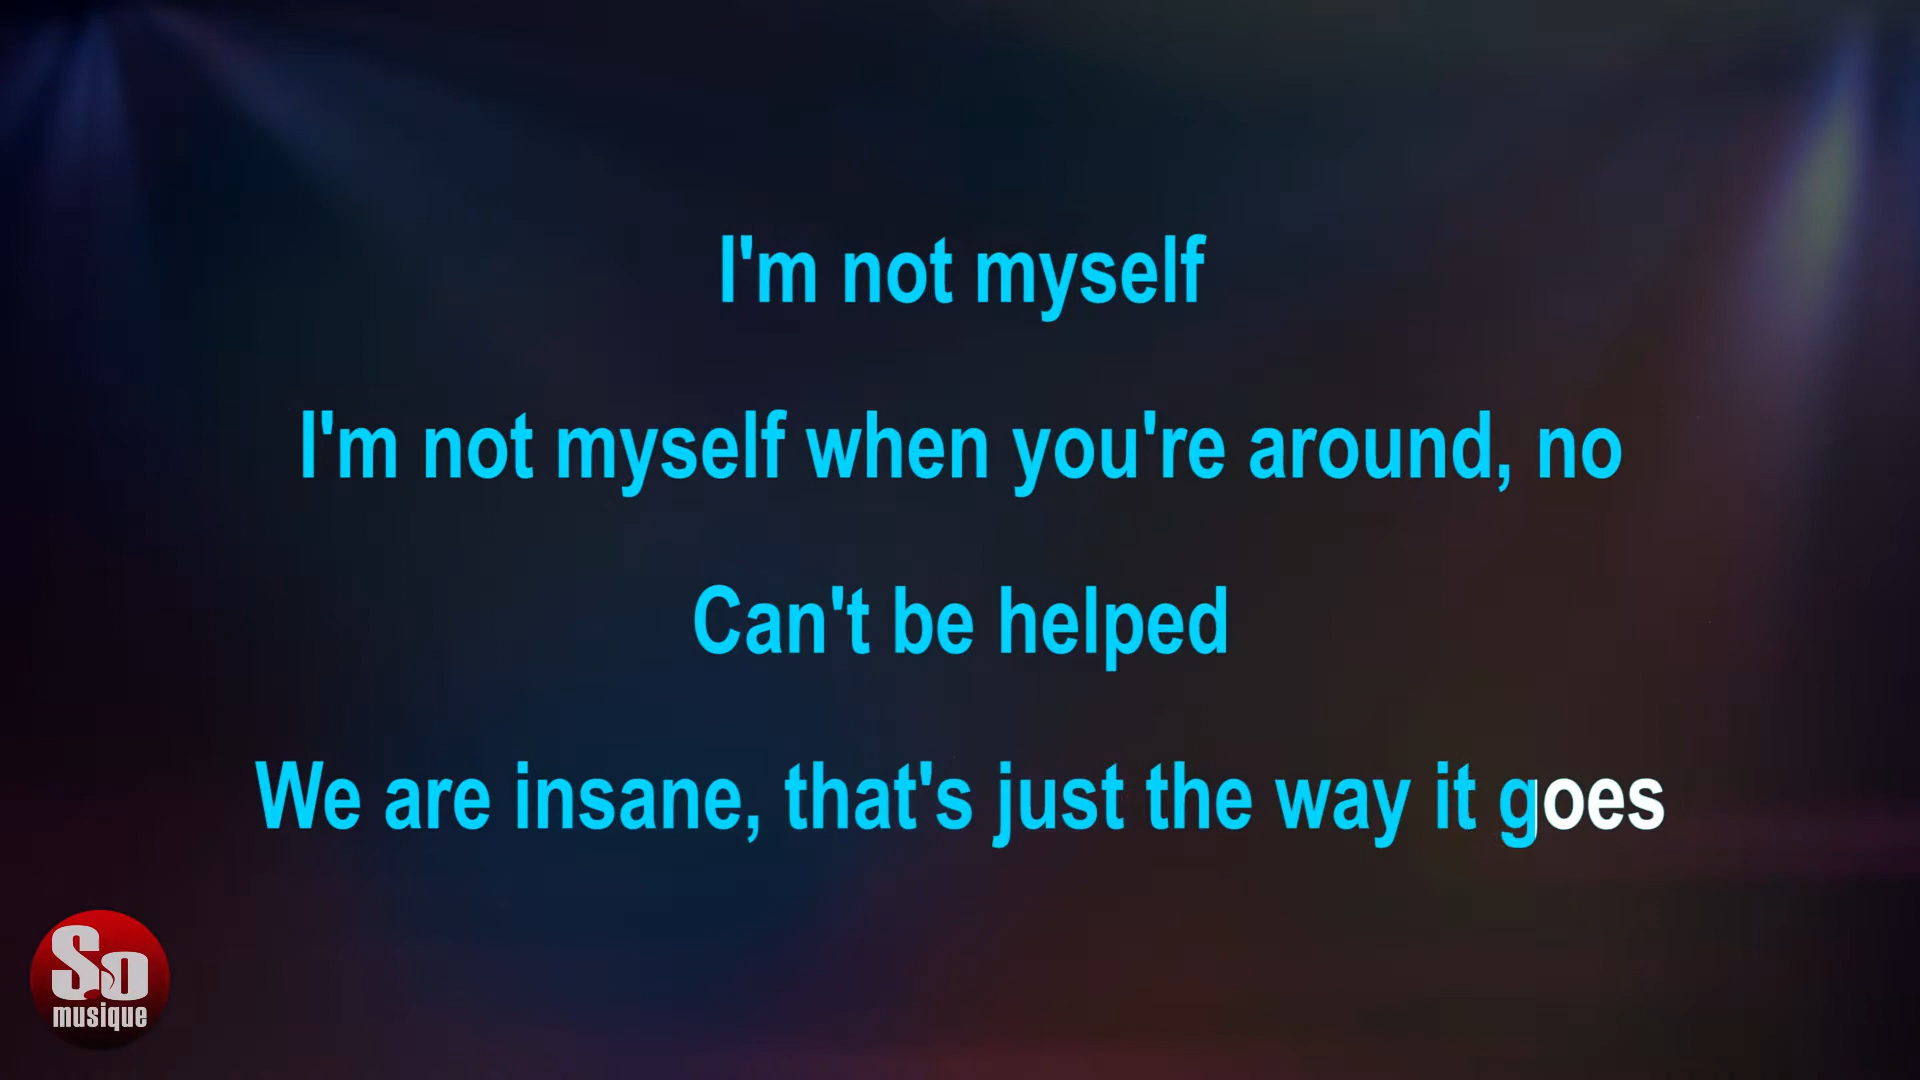 I'm not myself
I'm not myself when you're around, no
Can't be helped
We are insane, that's just the way it goes
So
musique